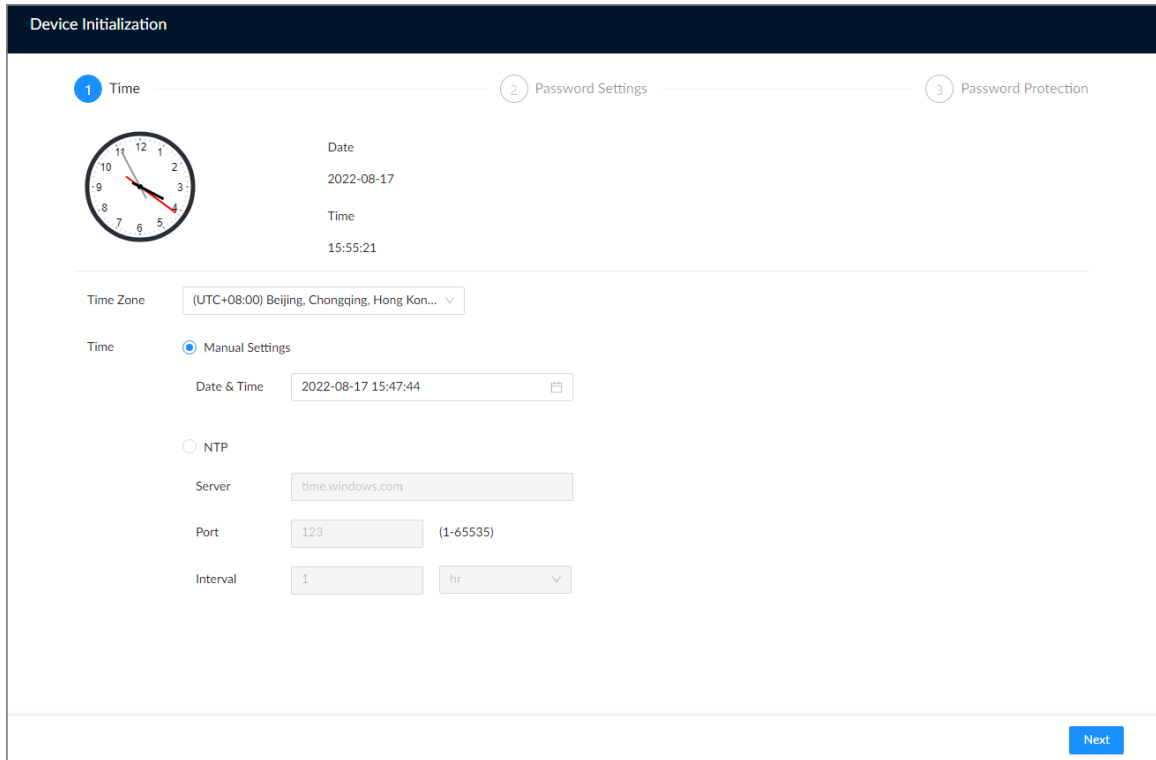 Device Initialization
1 Time 2 Password Settings 3 Password Protection
12
11 1
10 2
9 3
8 4
7 5
6
Date
2022-08-17
Time
15:55:21
Time Zone (UTC+08:00) Beijing, Chongqing, Hong Kon...
Time Manual Settings
Date & Time 2022-08-17 15:47:44
NTP
Server time.windows.com
Port 123 (1-65535)
Interval 1 hr
Next